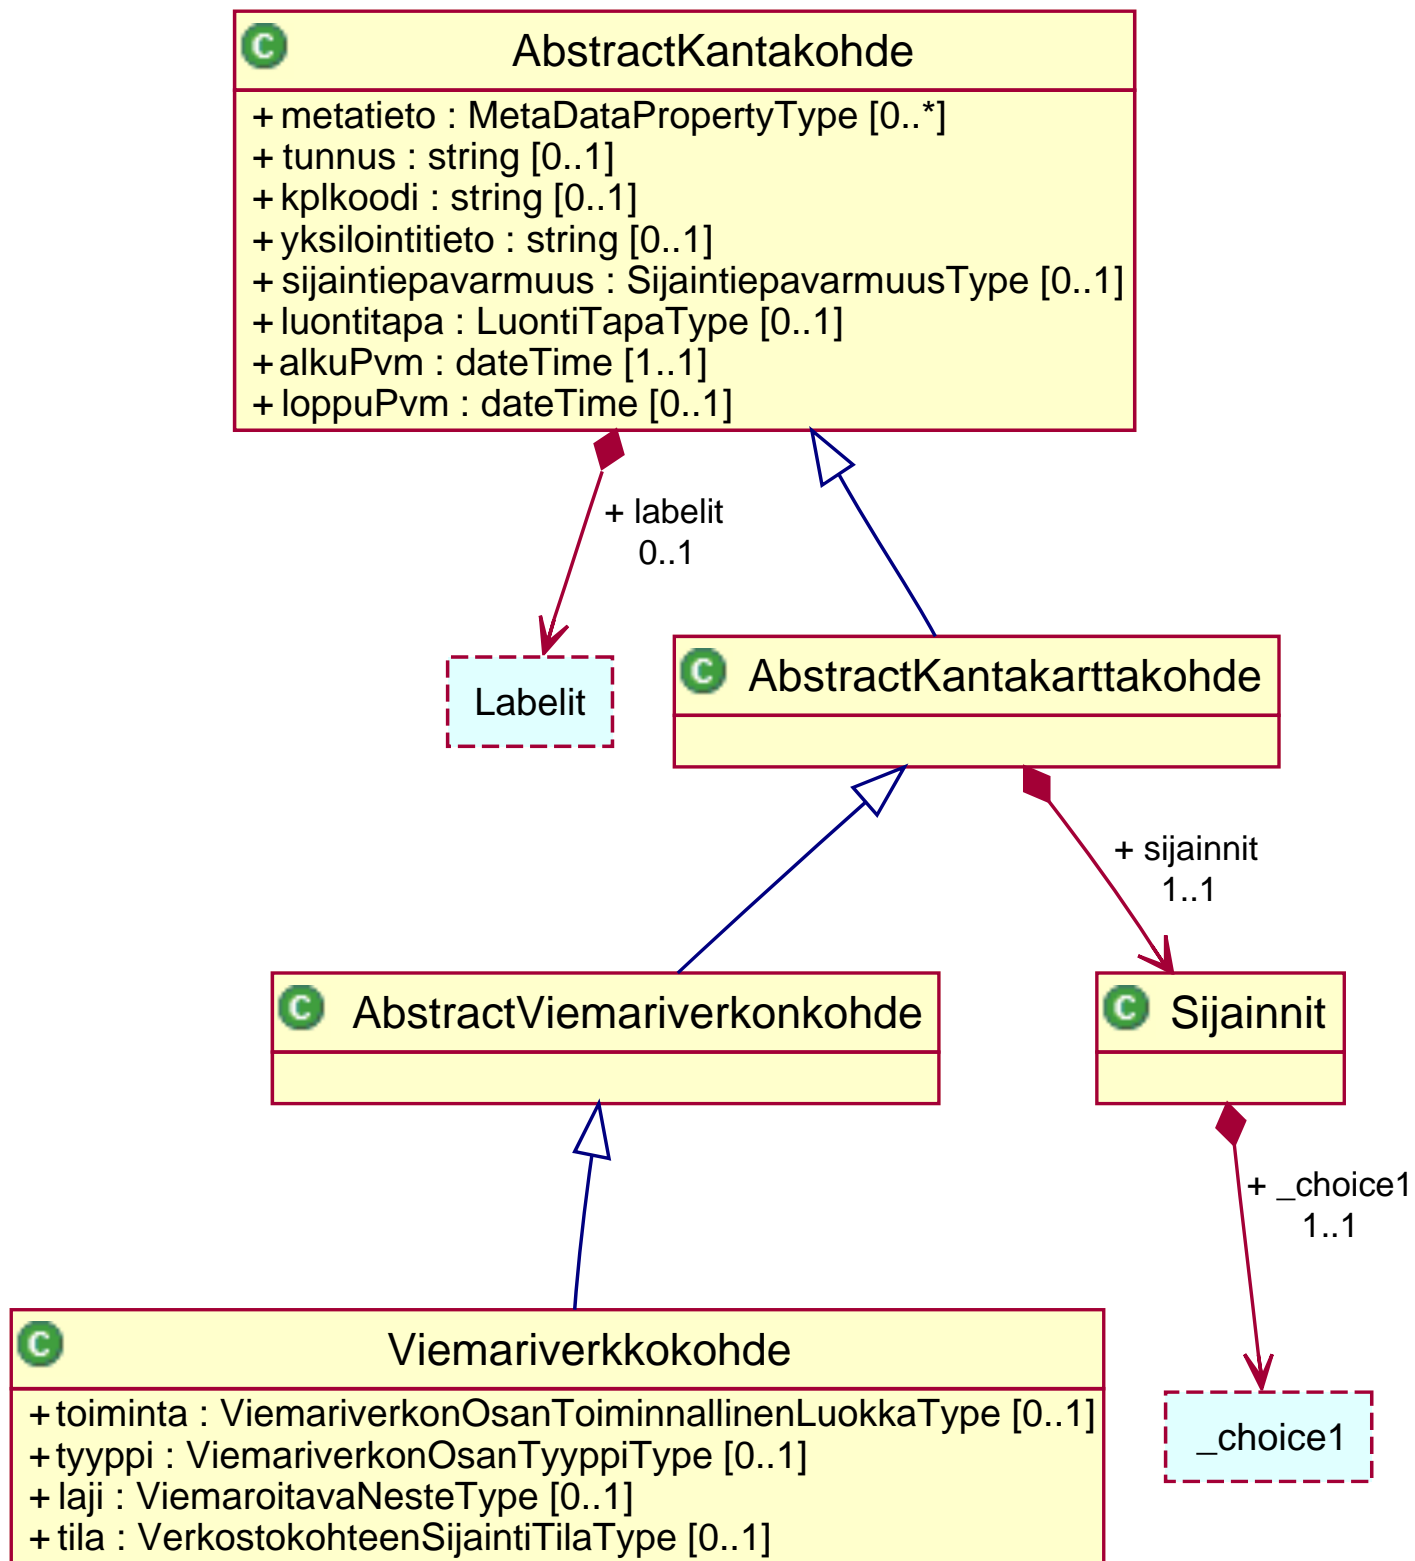 C AbstractKantakohde
+ metatieto : MetaDataPropertyType [0..*]
+ tunnus : string [0..1]
+ kplkoodi : string [0..1]
+ yksilointitieto : string [0..1]
+ sijaintiepavarmuus : SijaintiepavarmuusType [0..1]
+ luontitapa : LuontiTapaType [0..1]
+ alkuPvm : dateTime [1..1]
+ loppuPvm : dateTime [0..1]
+ labelit
0..1
Labelit
C AbstractKantakarttakohde
+ sijainnit
1..1
C AbstractViemariverkonkohde
C Sijainnit
+ _choice1
1..1
C Viemariverkkokohde
+ toiminta : ViemariverkonOsanToiminnallinenLuokkaType [0..1]
+ tyyppi : ViemariverkonOsanTyyppiType [0..1]
+ laji : ViemaroitavaNesteType [0..1]
+ tila : VerkostokohteenSijaintiTilaType [0..1]
_choice1